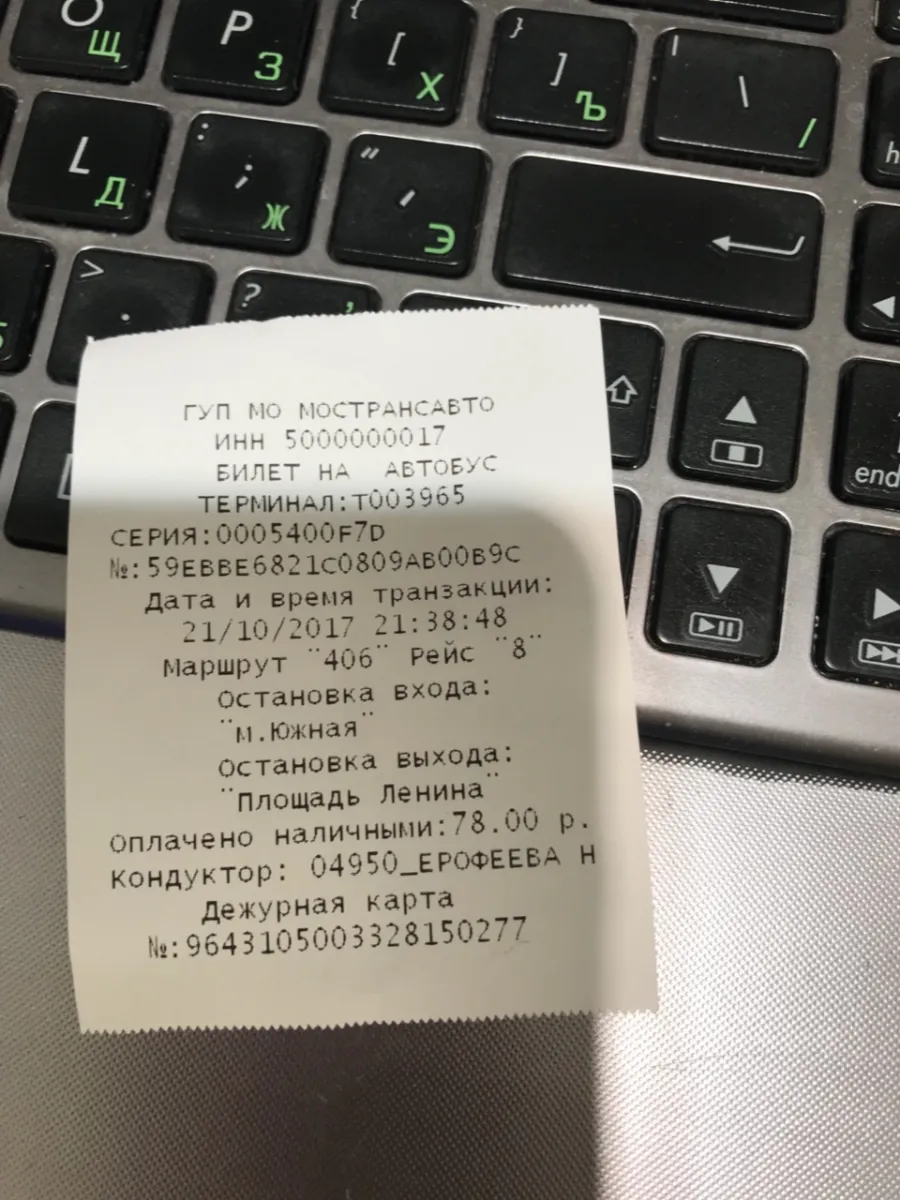 O Щ
P З
{ [ Х
} ] Ъ
| \ /
L Д
: ; Ж
" ' Э
>
.
? ,
end
h
ГУП МО МОСТРАНСАВТО
ИНН 5000000017
БИЛЕТ НА АВТОБУС
ТЕРМИНАЛ:Т003965
СЕРИЯ:0005400F7D
№:59EBBE6821C0809AB00B9C
Дата и время транзакции:
21/10/2017 21:38:48
Маршрут "406" Рейс "8"
Остановка входа:
"м.Южная"
Остановка выхода:
"Площадь Ленина"
Оплачено наличными:78.00 р.
Кондуктор: 04950_ЕРОФЕЕВА Н
Дежурная карта
№:9643105003328150277